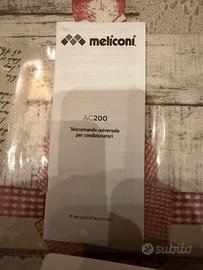 meliconi
AC200
Telecomando universale
per condizionatori
subito